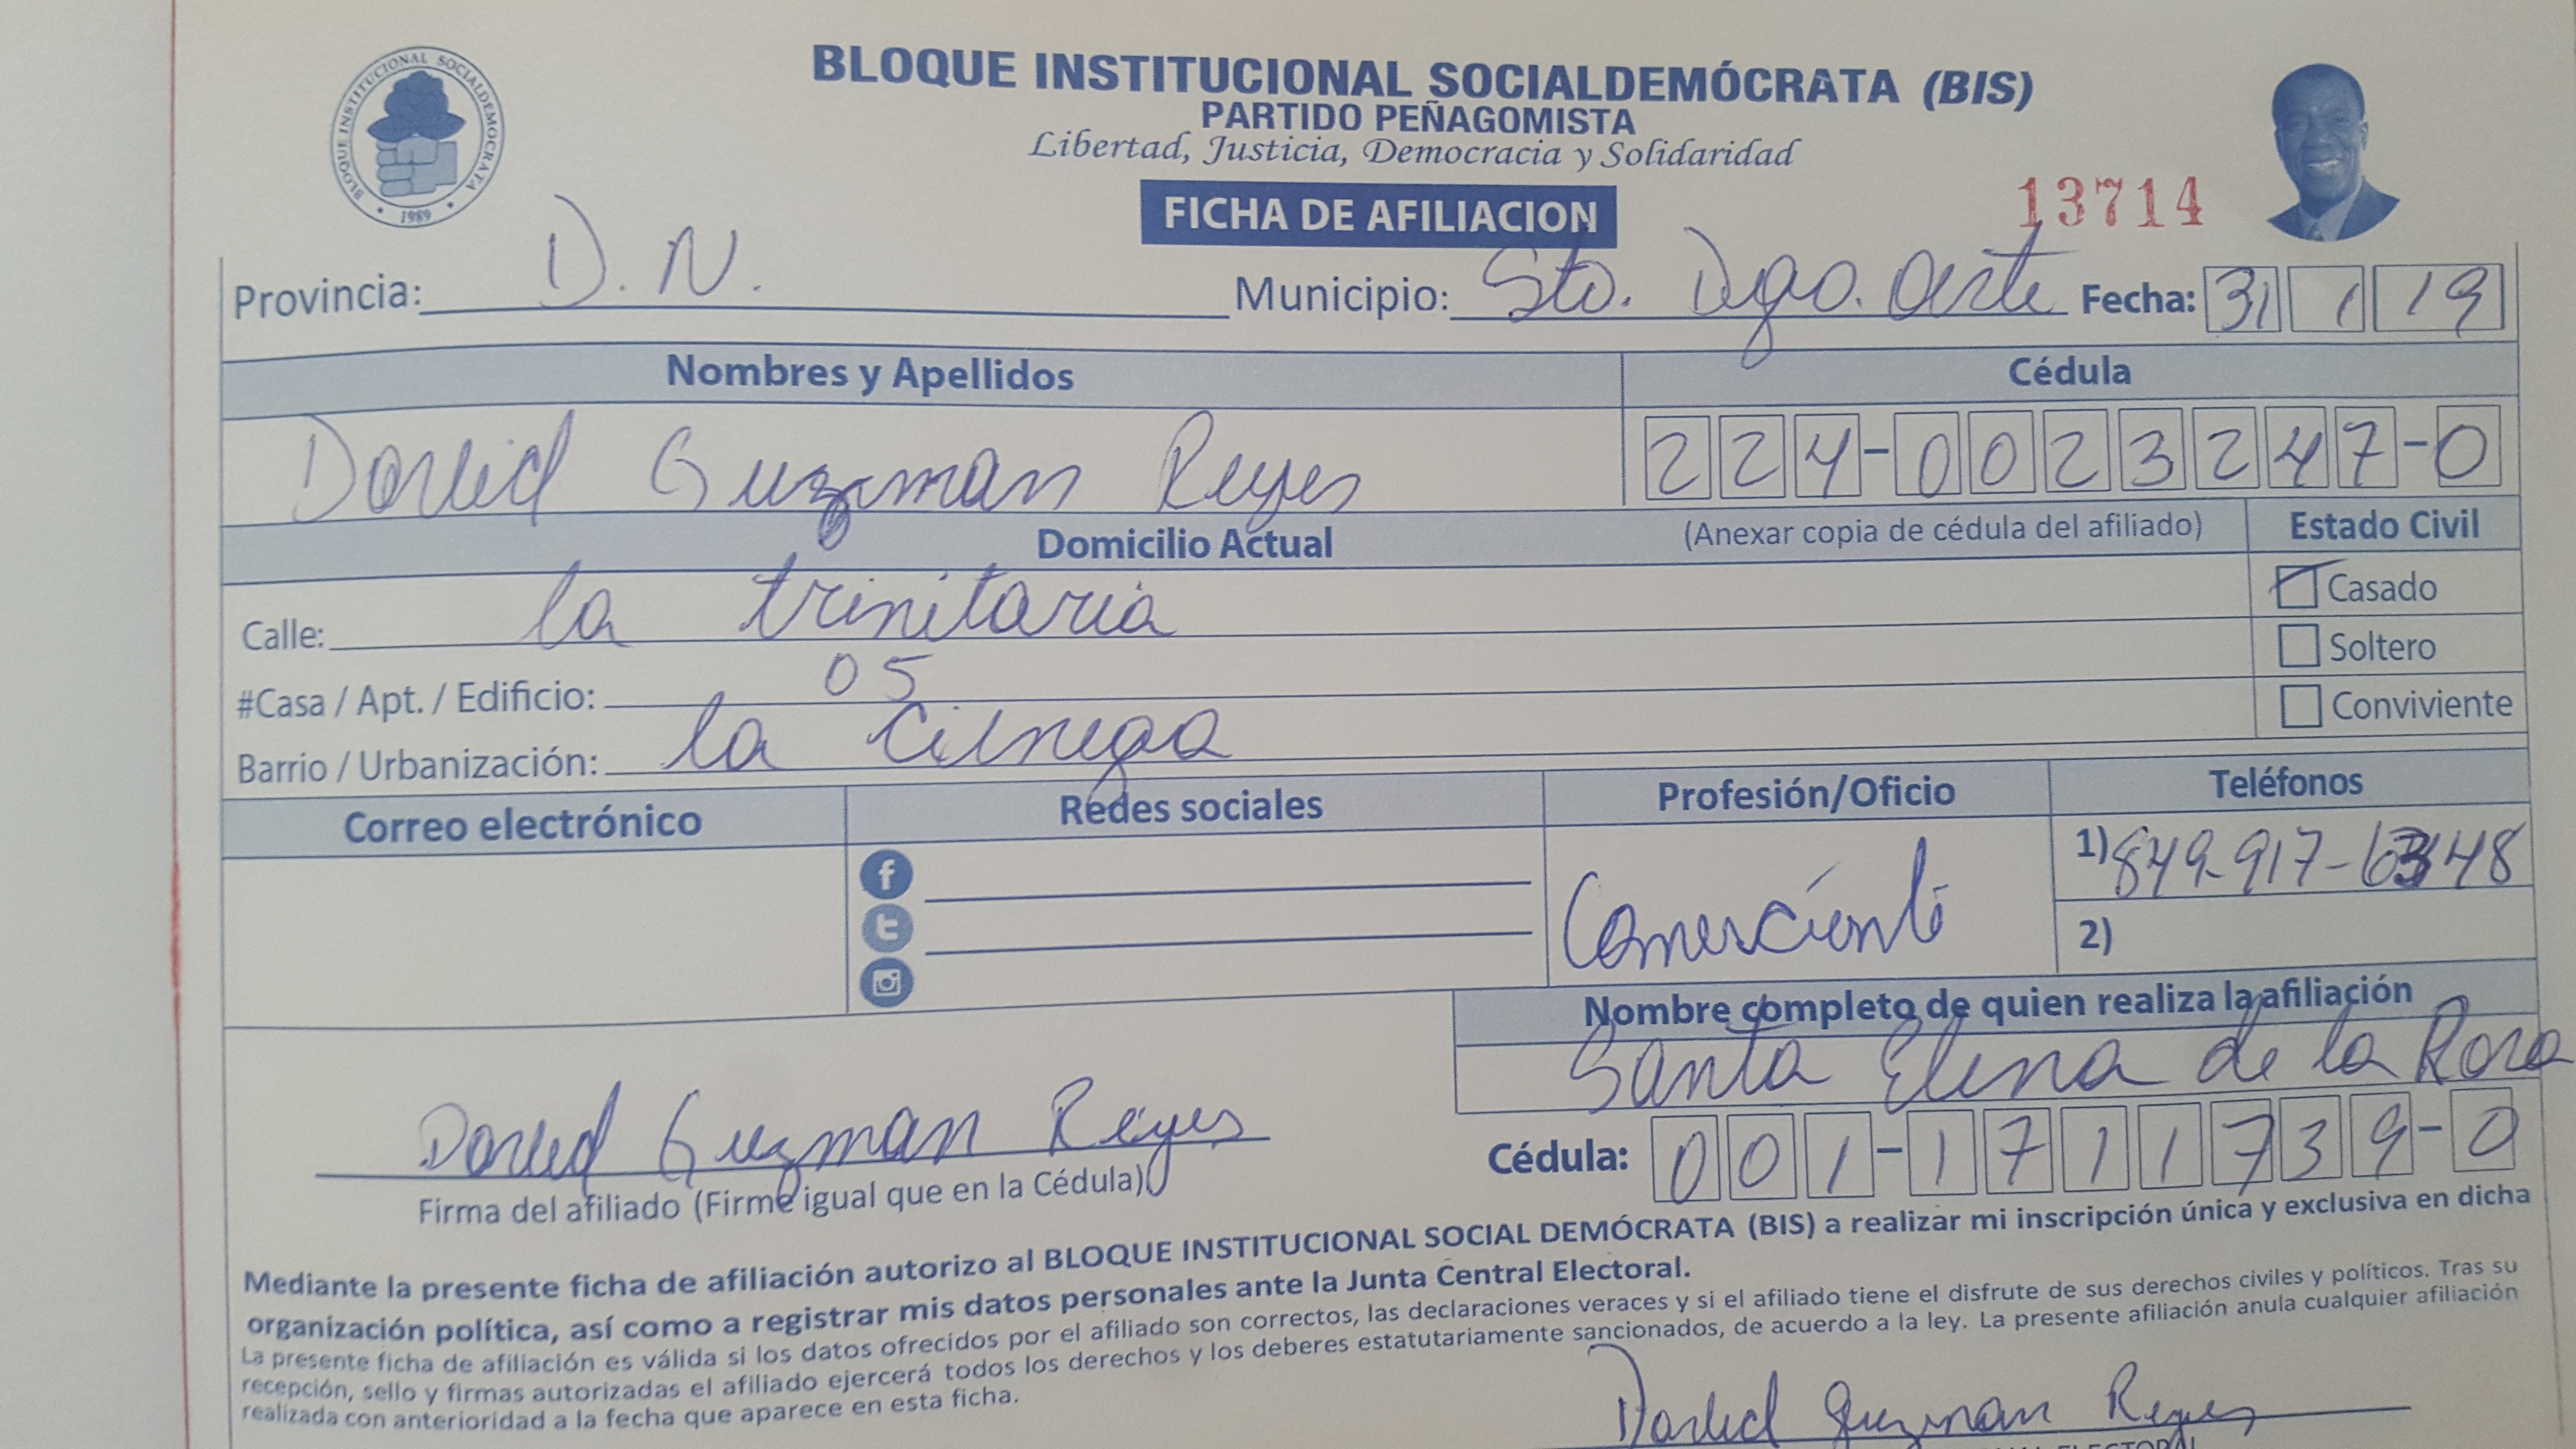 BLOQUE INSTITUCIONAL SOCIALDEMÓCRATA (BIS)
PARTIDO PEÑAGOMISTA
Libertad, Justicia, Democracia y Solidaridad
BLOQUE INSTITUCIONAL SOCIALDEMOCRATA
1989
FICHA DE AFILIACION
13714
Provincia: D. N. Municipio: Sto. Dgo. Oeste Fecha: 31 1 19
Nombres y Apellidos Cédula
David Guzman Reyes 224-0023247-0
Domicilio Actual (Anexar copia de cédula del afiliado) Estado Civil
Calle: la trinitaria
Casado
#Casa / Apt. / Edificio: 05
Soltero
Barrio / Urbanización: la Cienega
Conviviente
Correo electrónico Redes sociales Profesión/Oficio Teléfonos
1) 849-917-6348
Comerciente
2)
Nombre completo de quien realiza la afiliación
Santa Elena de la Rosa
David Guzman Reyes
Cédula: 001-1711739-0
Firma del afiliado (Firme igual que en la Cédula)
Mediante la presente ficha de afiliación autorizo al BLOQUE INSTITUCIONAL SOCIAL DEMÓCRATA (BIS) a realizar mi inscripción única y exclusiva en dicha
organización política, así como a registrar mis datos personales ante la Junta Central Electoral.
La presente ficha de afiliación es válida si los datos ofrecidos por el afiliado son correctos, las declaraciones veraces y si el afiliado tiene el disfrute de sus derechos civiles y políticos. Tras su
recepción, sello y firmas autorizadas el afiliado ejercerá todos los derechos y los deberes estatutariamente sancionados, de acuerdo a la ley. La presente afiliación anula cualquier afiliación
realizada con anterioridad a la fecha que aparece en esta ficha.
David Guzman Reyes